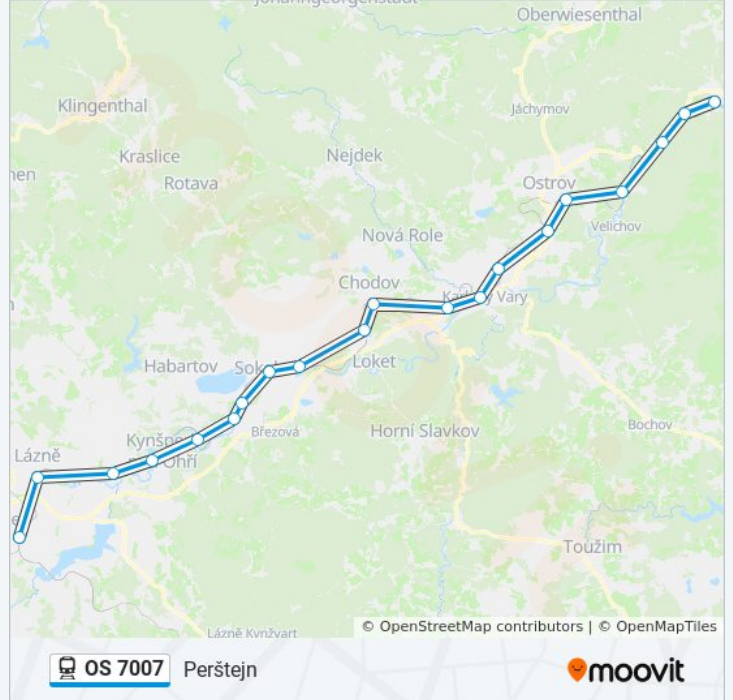 Oberwiesenthal
Klingenthal
Jáchymov
Kraslice
Nejdek
Rotava
Ostrov
Velichov
Nová Role
Chodov
Vary
Habartov
Loket
Březová
Horní Slavkov
Bochov
Lázně
Toužim
© OpenStreetMap contributors | © OpenMapTiles
Lázně Kynžvart
OS 7007 Perštejn
moovit